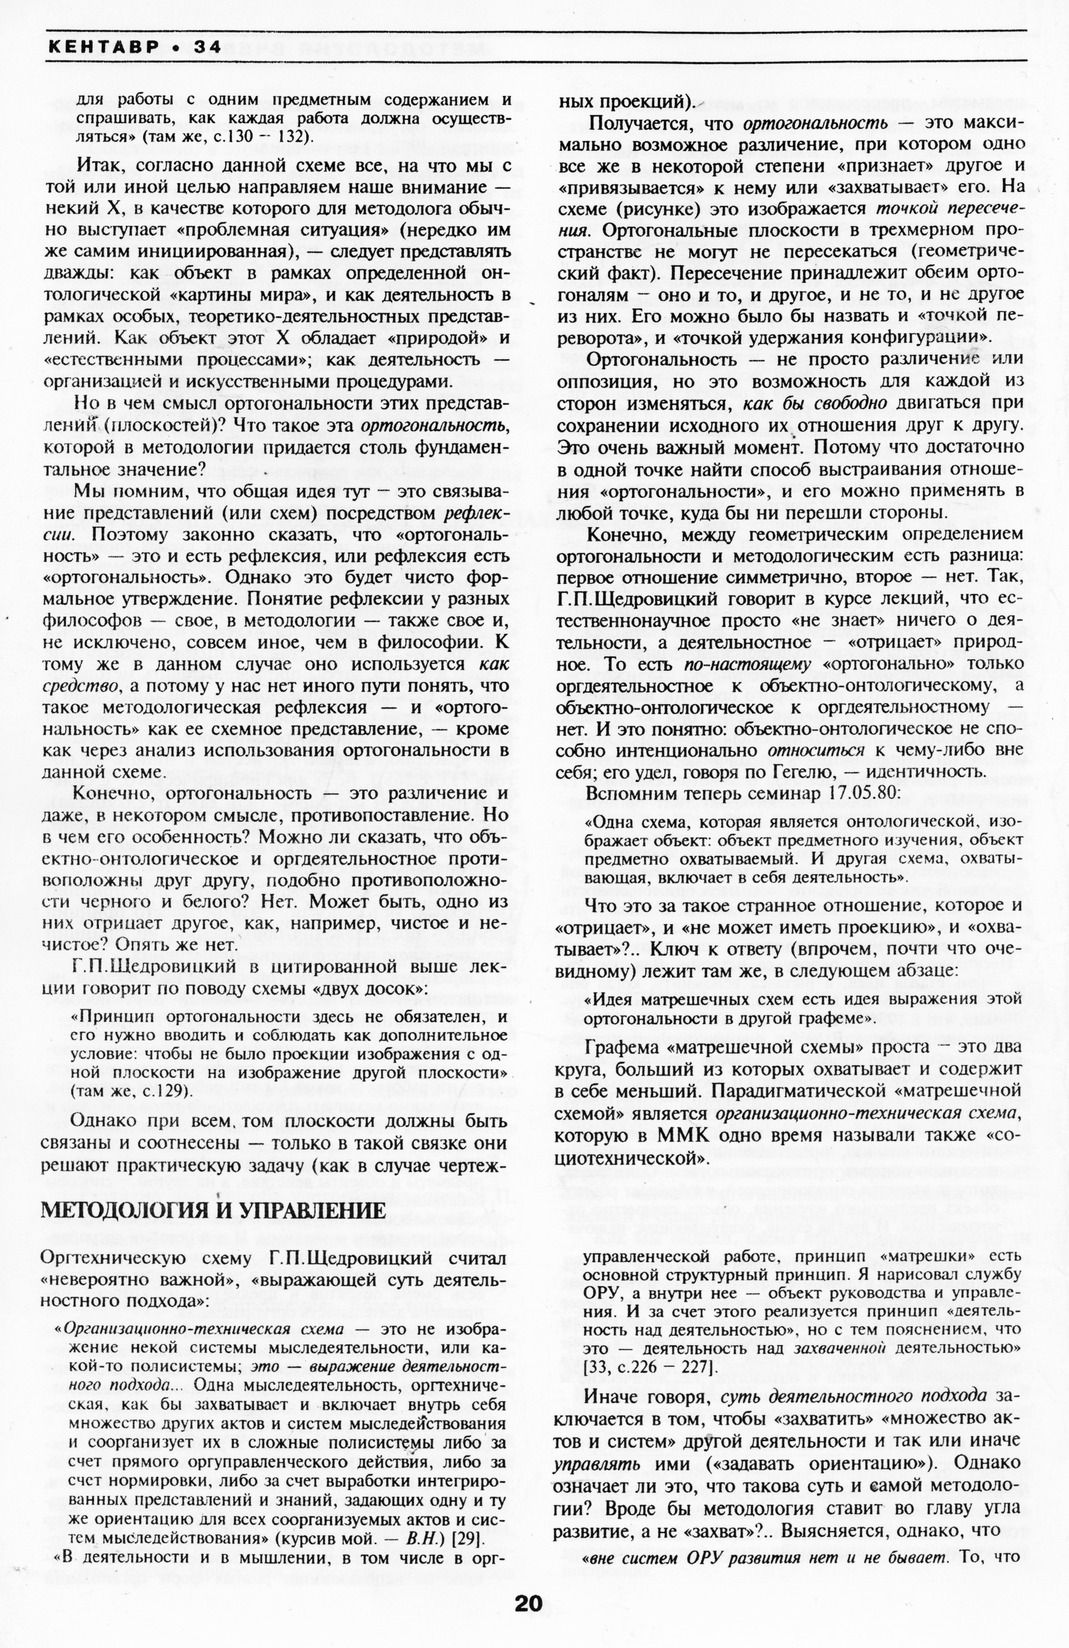 КЕНТАВР • 34
для работы с одним предметным содержанием и
спрашивать, как каждая работа должна осуществ-
ляться» (там же, с.130 – 132).
Итак, согласно данной схеме все, на что мы с
той или иной целью направляем наше внимание —
некий X, в качестве которого для методолога обыч-
но выступает «проблемная ситуация» (нередко им
же самим инициированная), — следует представлять
дважды: как объект в рамках определенной он-
тологической «картины мира», и как деятельность в
рамках особых, теоретико-деятельностных представ-
лений. Как объект этот X обладает «природой» и
«естественными процессами»; как деятельность —
организацией и искусственными процедурами.
Но в чем смысл ортогональности этих представ-
лений (плоскостей)? Что такое эта ортогональность,
которой в методологии придается столь фундамен-
тальное значение?
Мы помним, что общая идея тут – это связыва-
ние представлений (или схем) посредством рефлек-
сии. Поэтому законно сказать, что «ортогональ-
ность» — это и есть рефлексия, или рефлексия есть
«ортогональность». Однако это будет чисто фор-
мальное утверждение. Понятие рефлексии у разных
философов — свое, в методологии — также свое и,
не исключено, совсем иное, чем в философии. К
тому же в данном случае оно используется как
средство, а потому у нас нет иного пути понять, что
такое методологическая рефлексия — и «ортого-
нальность» как ее схемное представление, — кроме
как через анализ использования ортогональности в
данной схеме.
Конечно, ортогональность — это различение и
даже, в некотором смысле, противопоставление. Но
в чем его особенность? Можно ли сказать, что объ-
ектно-онтологическое и оргдеятельностное проти-
воположны друг другу, подобно противоположно-
сти черного и белого? Нет. Может быть, одно из
них отрицает другое, как, например, чистое и не-
чистое? Опять же нет.
Г.П.Щедровицкий в цитированной выше лек-
ции говорит по поводу схемы «двух досок»:
«Принцип ортогональности здесь не обязателен, и
его нужно вводить и соблюдать как дополнительное
условие: чтобы не было проекции изображения с од-
ной плоскости на изображение другой плоскости»
(там же, с.129).
Однако при всем том плоскости должны быть
связаны и соотнесены — только в такой связке они
решают практическую задачу (как в случае чертеж-
ных проекций).
Получается, что ортогональность — это макси-
мально возможное различение, при котором одно
все же в некоторой степени «признает» другое и
«привязывается» к нему или «захватывает» его. На
схеме (рисунке) это изображается точкой пересече-
ния. Ортогональные плоскости в трехмерном про-
странстве не могут не пересекаться (геометриче-
ский факт). Пересечение принадлежит обеим орто-
гоналям – оно и то, и другое, и не то, и не другое
из них. Его можно было бы назвать и «точкой пе-
реворота», и «точкой удержания конфигурации».
Ортогональность — не просто различение или
оппозиция, но это возможность для каждой из
сторон изменяться, как бы свободно двигаться при
сохранении исходного их отношения друг к другу.
Это очень важный момент. Потому что достаточно
в одной точке найти способ выстраивания отноше-
ния «ортогональности», и его можно применять в
любой точке, куда бы ни перешли стороны.
Конечно, между геометрическим определением
ортогональности и методологическим есть разница:
первое отношение симметрично, второе — нет. Так,
Г.П.Щедровицкий говорит в курсе лекций, что ес-
тественнонаучное просто «не знает» ничего о дея-
тельности, а деятельностное – «отрицает» природ-
ное. То есть по-настоящему «ортогонально» только
оргдеятельностное к объектно-онтологическому, а
объектно-онтологическое к оргдеятельностному —
нет. И это понятно: объектно-онтологическое не спо-
собно интенционально относиться к чему-либо вне
себя; его удел, говоря по Гегелю, — идентичность.
Вспомним теперь семинар 17.05.80:
«Одна схема, которая является онтологической, изо-
бражает объект: объект предметного изучения, объект
предметно охватываемый. И другая схема, охваты-
вающая, включает в себя деятельность».
Что это за такое странное отношение, которое и
«отрицает», и «не может иметь проекцию», и «охва-
тывает»?.. Ключ к ответу (впрочем, почти что оче-
видному) лежит там же, в следующем абзаце:
«Идея матрешечных схем есть идея выражения этой
ортогональности в другой графеме».
Графема «матрешечной схемы» проста – это два
круга, больший из которых охватывает и содержит
в себе меньший. Парадигматической «матрешечной
схемой» является организационно-техническая схема,
которую в ММК одно время называли также «со-
циотехнической».
МЕТОДОЛОГИЯ И УПРАВЛЕНИЕ
Оргтехническую схему Г.П.Щедровицкий считал
«невероятно важной», «выражающей суть деятель-
ностного подхода»:
«Организационно-техническая схема — это не изобра-
жение некой системы мыследеятельности, или ка-
кой-то полисистемы; это — выражение деятельност-
ного подхода... Одна мыследеятельность, оргтехниче-
ская, как бы захватывает и включает внутрь себя
множество других актов и систем мыследействования
и соорганизует их в сложные полисистемы либо за
счет прямого оргуправленческого действия, либо за
счет нормировки, либо за счет выработки интегриро-
ванных представлений и знаний, задающих одну и ту
же ориентацию для всех соорганизуемых актов и сис-
тем мыследействования» (курсив мой. — В.Н.) [29].
«В деятельности и в мышлении, в том числе в орг-
управленческой работе, принцип «матрешки» есть
основной структурный принцип. Я нарисовал службу
ОРУ, а внутри нее — объект руководства и управле-
ния. И за счет этого реализуется принцип «деятель-
ность над деятельностью», но с тем пояснением, что
это — деятельность над захваченной деятельностью»
[33, с.226 – 227].
Иначе говоря, суть деятельностного подхода за-
ключается в том, чтобы «захватить» «множество ак-
тов и систем» другой деятельности и так или иначе
управлять ими («задавать ориентацию»). Однако
означает ли это, что такова суть и самой методоло-
гии? Вроде бы методология ставит во главу угла
развитие, а не «захват»?.. Выясняется, однако, что
«вне систем ОРУ развития нет и не бывает. То, что
20